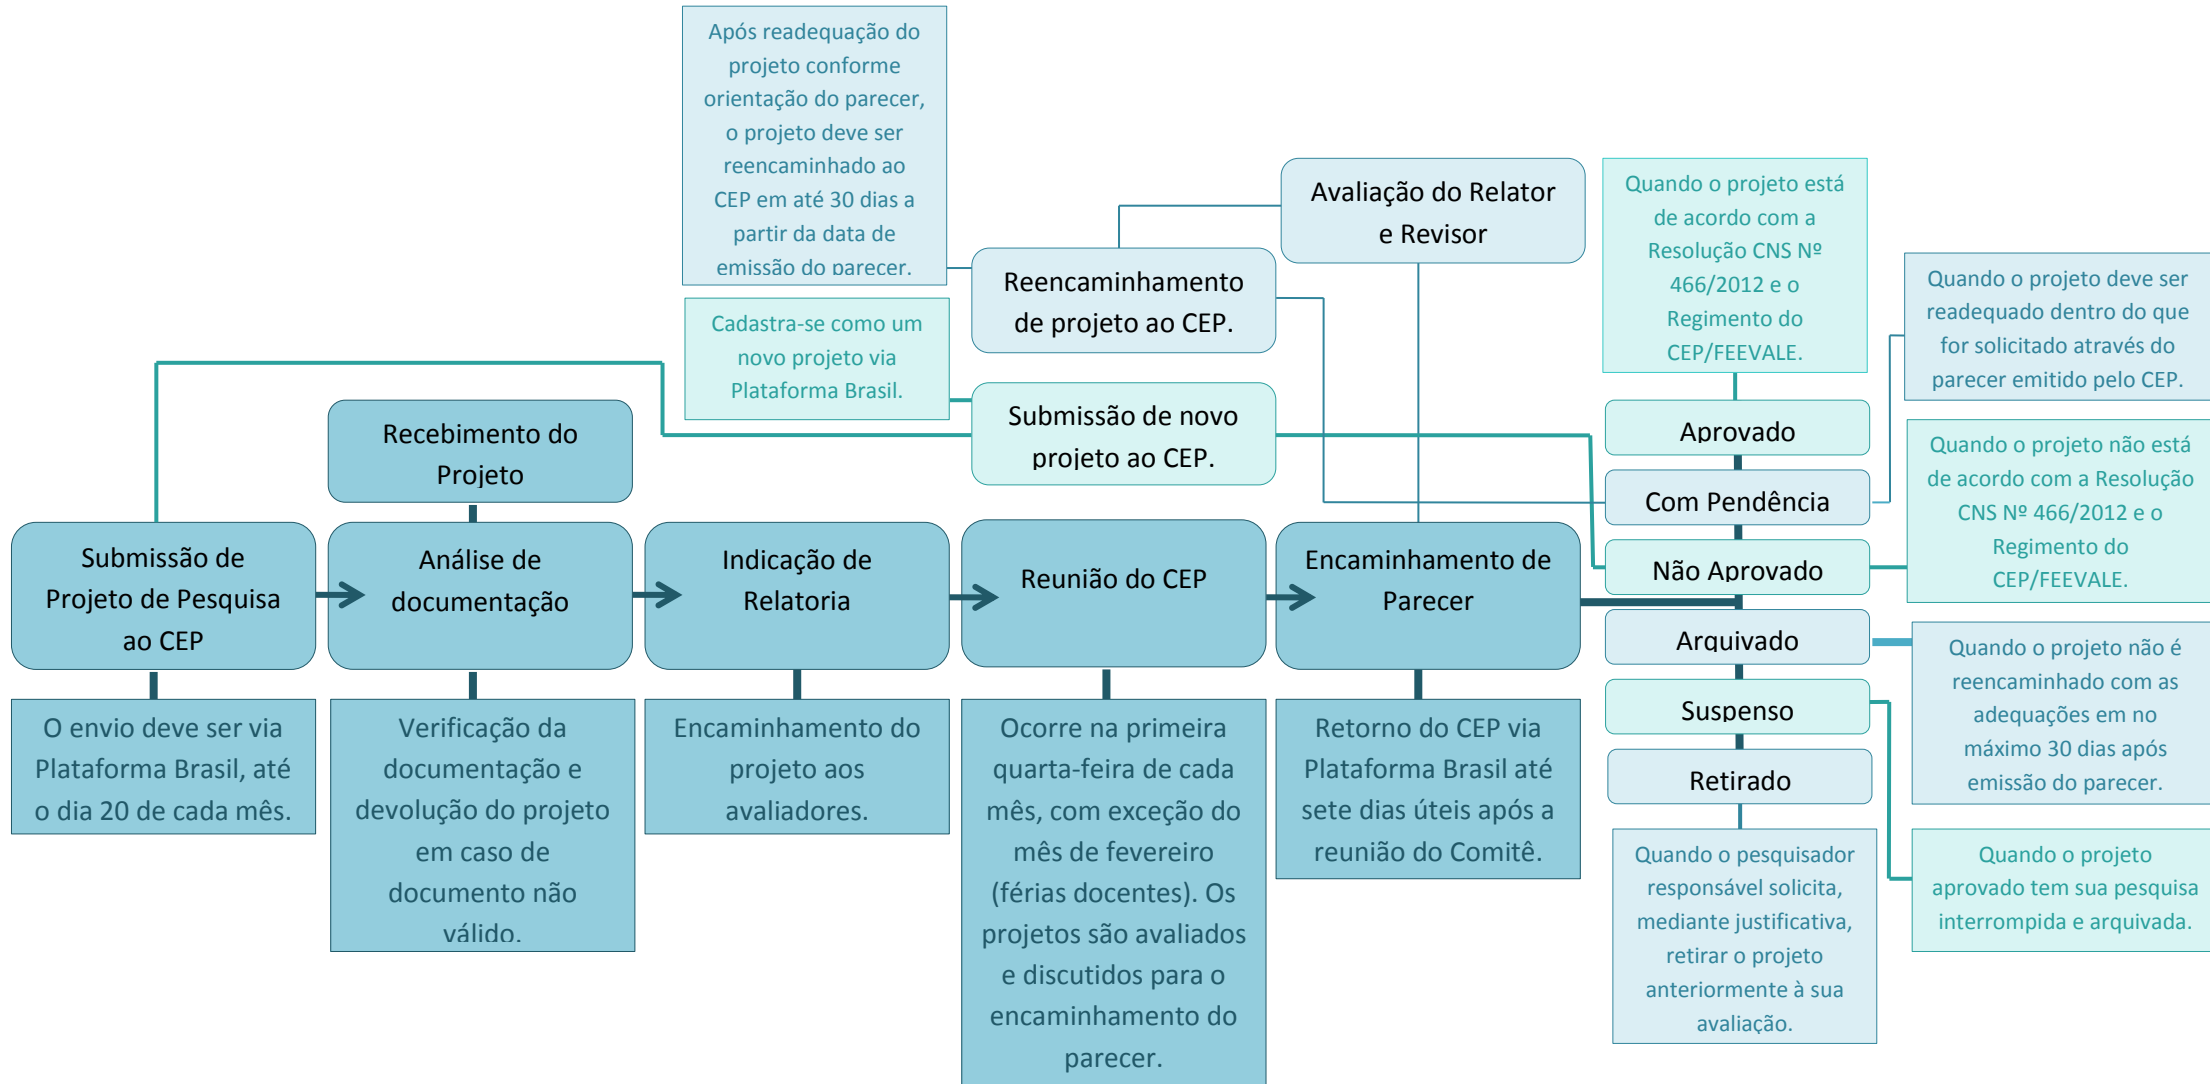 Após readequação do
projeto conforme
orientação do parecer,
o projeto deve ser
reencaminhado ao
CEP em até 30 dias a
partir da data de
emissão do parecer.
Avaliação do Relator
e Revisor
Quando o projeto está
de acordo com a
Resolução CNS Nº
466/2012 e o
Regimento do
CEP/FEEVALE.
Reencaminhamento
de projeto ao CEP.
Quando o projeto deve ser
readequado dentro do que
for solicitado através do
parecer emitido pelo CEP.
Cadastra-se como um
novo projeto via
Plataforma Brasil.
Submissão de novo
projeto ao CEP.
Recebimento do
Projeto
Aprovado
Com Pendência
Não Aprovado
Arquivado
Suspenso
Retirado
Quando o projeto não está
de acordo com a Resolução
CNS Nº 466/2012 e o
Regimento do
CEP/FEEVALE.
Submissão de
Projeto de Pesquisa
ao CEP
Análise de
documentação
Indicação de
Relatoria
Reunião do CEP
Encaminhamento de
Parecer
Quando o projeto não é
reencaminhado com as
adequações em no
máximo 30 dias após
emissão do parecer.
O envio deve ser via
Plataforma Brasil, até
o dia 20 de cada mês.
Verificação da
documentação e
devolução do projeto
em caso de
documento não
válido.
Encaminhamento do
projeto aos
avaliadores.
Ocorre na primeira
quarta-feira de cada
mês, com exceção do
mês de fevereiro
(férias docentes). Os
projetos são avaliados
e discutidos para o
encaminhamento do
parecer.
Retorno do CEP via
Plataforma Brasil até
sete dias úteis após a
reunião do Comitê.
Quando o pesquisador
responsável solicita,
mediante justificativa,
retirar o projeto
anteriormente à sua
avaliação.
Quando o projeto
aprovado tem sua pesquisa
interrompida e arquivada.